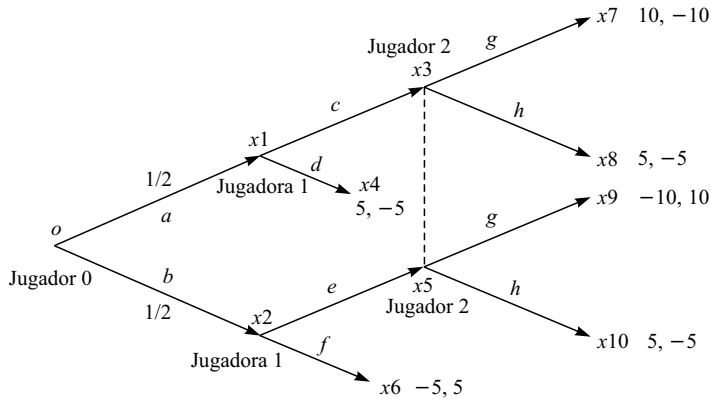 g
x7 10, −10
Jugador 2
x3
c
h
x1
d
x8 5, −5
1/2
Jugadora 1
x4
5, −5
x9 −10, 10
a
o
g
Jugador 0
b
e
x5
h
1/2
x2
Jugador 2
f
x10 5, −5
Jugadora 1
x6 −5, 5